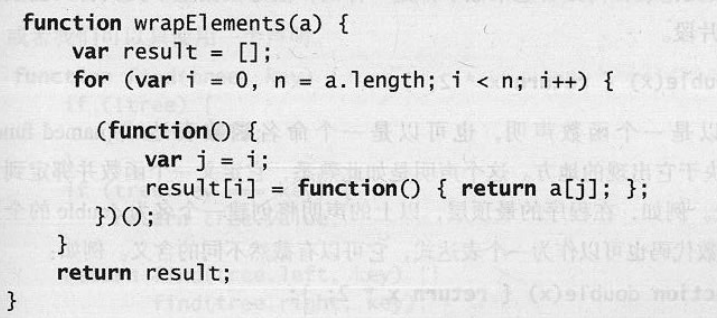 function wrapElements(a) {
    var result = [];
    for (var i = 0, n = a.length; i < n; i++) {
        (function() {
            var j = i;
            result[i] = function() { return a[j]; };
        })();
    }
    return result;
}